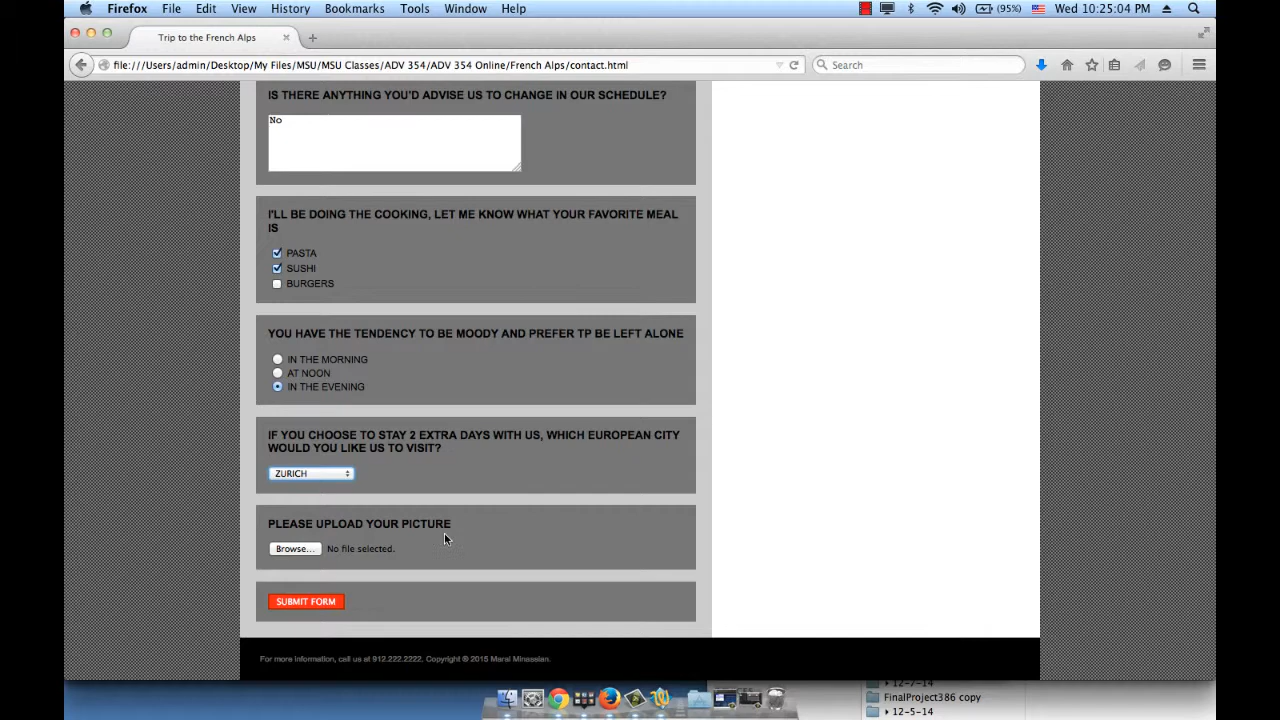 Firefox File Edit View History Bookmarks Tools Window Help (95%) Wed 10:25:04 PM
Trip to the French Alps
file:///Users/admin/Desktop/My Files/MSU/MSU Classes/ADV 354/ADV 354 Online/French Alps/contact.html Search
IS THERE ANYTHING YOU'D ADVISE US TO CHANGE IN OUR SCHEDULE?
No
I'LL BE DOING THE COOKING, LET ME KNOW WHAT YOUR FAVORITE MEAL
IS
PASTA
SUSHI
BURGERS
YOU HAVE THE TENDENCY TO BE MOODY AND PREFER TP BE LEFT ALONE
IN THE MORNING
AT NOON
IN THE EVENING
IF YOU CHOOSE TO STAY 2 EXTRA DAYS WITH US, WHICH EUROPEAN CITY
WOULD YOU LIKE US TO VISIT?
ZURICH
PLEASE UPLOAD YOUR PICTURE
Browse... No file selected.
SUBMIT FORM
For more information, call us at 912.222.2222. Copyright ® 2015 Maral Minassian.
12-7-14
FinalProject386 copy
12-5-14